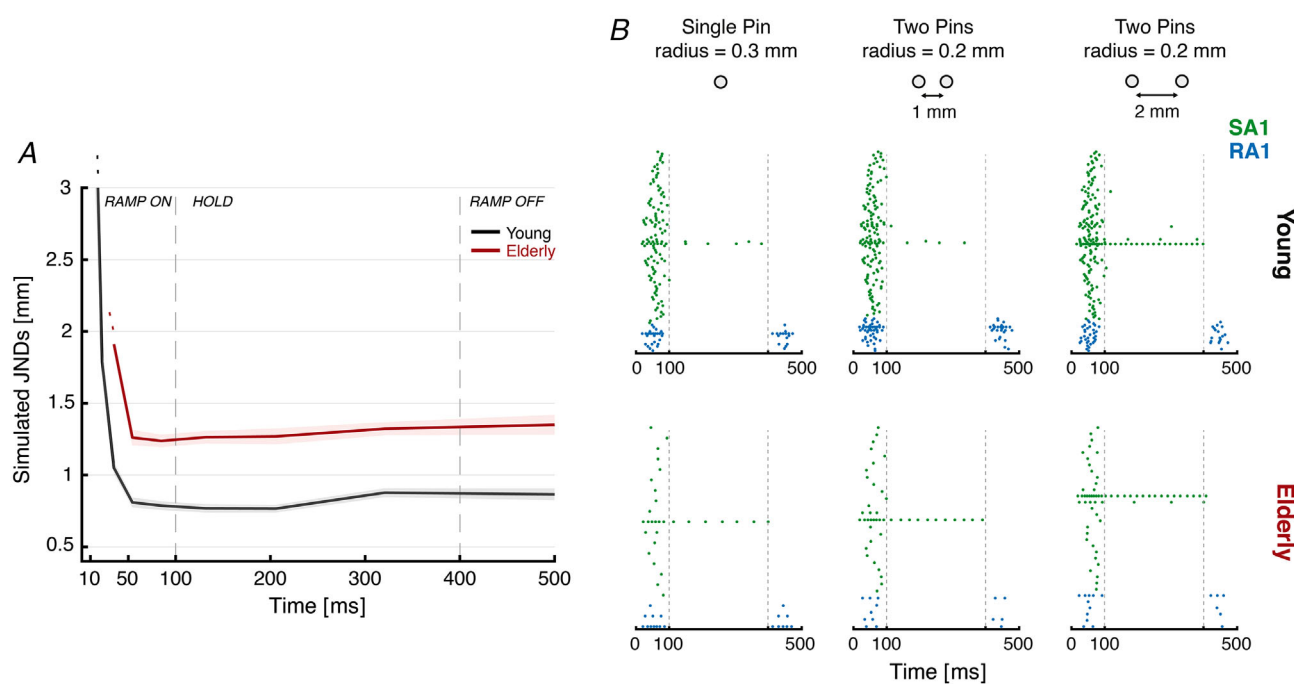 A
3
2.5
2
1.5
1
0.5
Simulated JNDs [mm]
RAMP ON
HOLD
RAMP OFF
Young
Elderly
10 50 100 200 300 400 500
Time [ms]
B
Single Pin
radius = 0.3 mm
Two Pins
radius = 0.2 mm
1 mm
Two Pins
radius = 0.2 mm
2 mm
SA1
RA1
Young
0 100 500
0 100 500
0 100 500
Elderly
0 100 500
0 100 500
0 100 500
Time [ms]